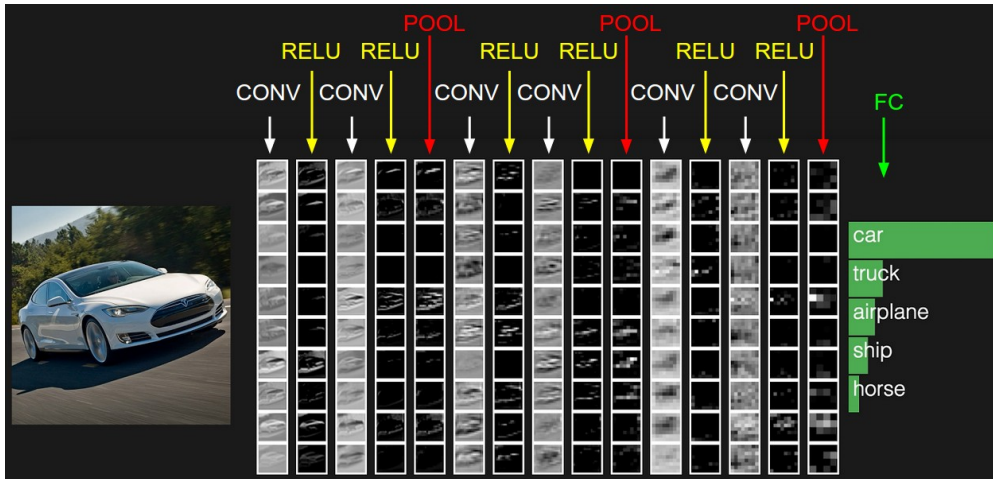 POOL POOL POOL
RELU RELU RELU RELU RELU RELU
CONV CONV CONV CONV CONV CONV
FC
car
truck
airplane
ship
horse